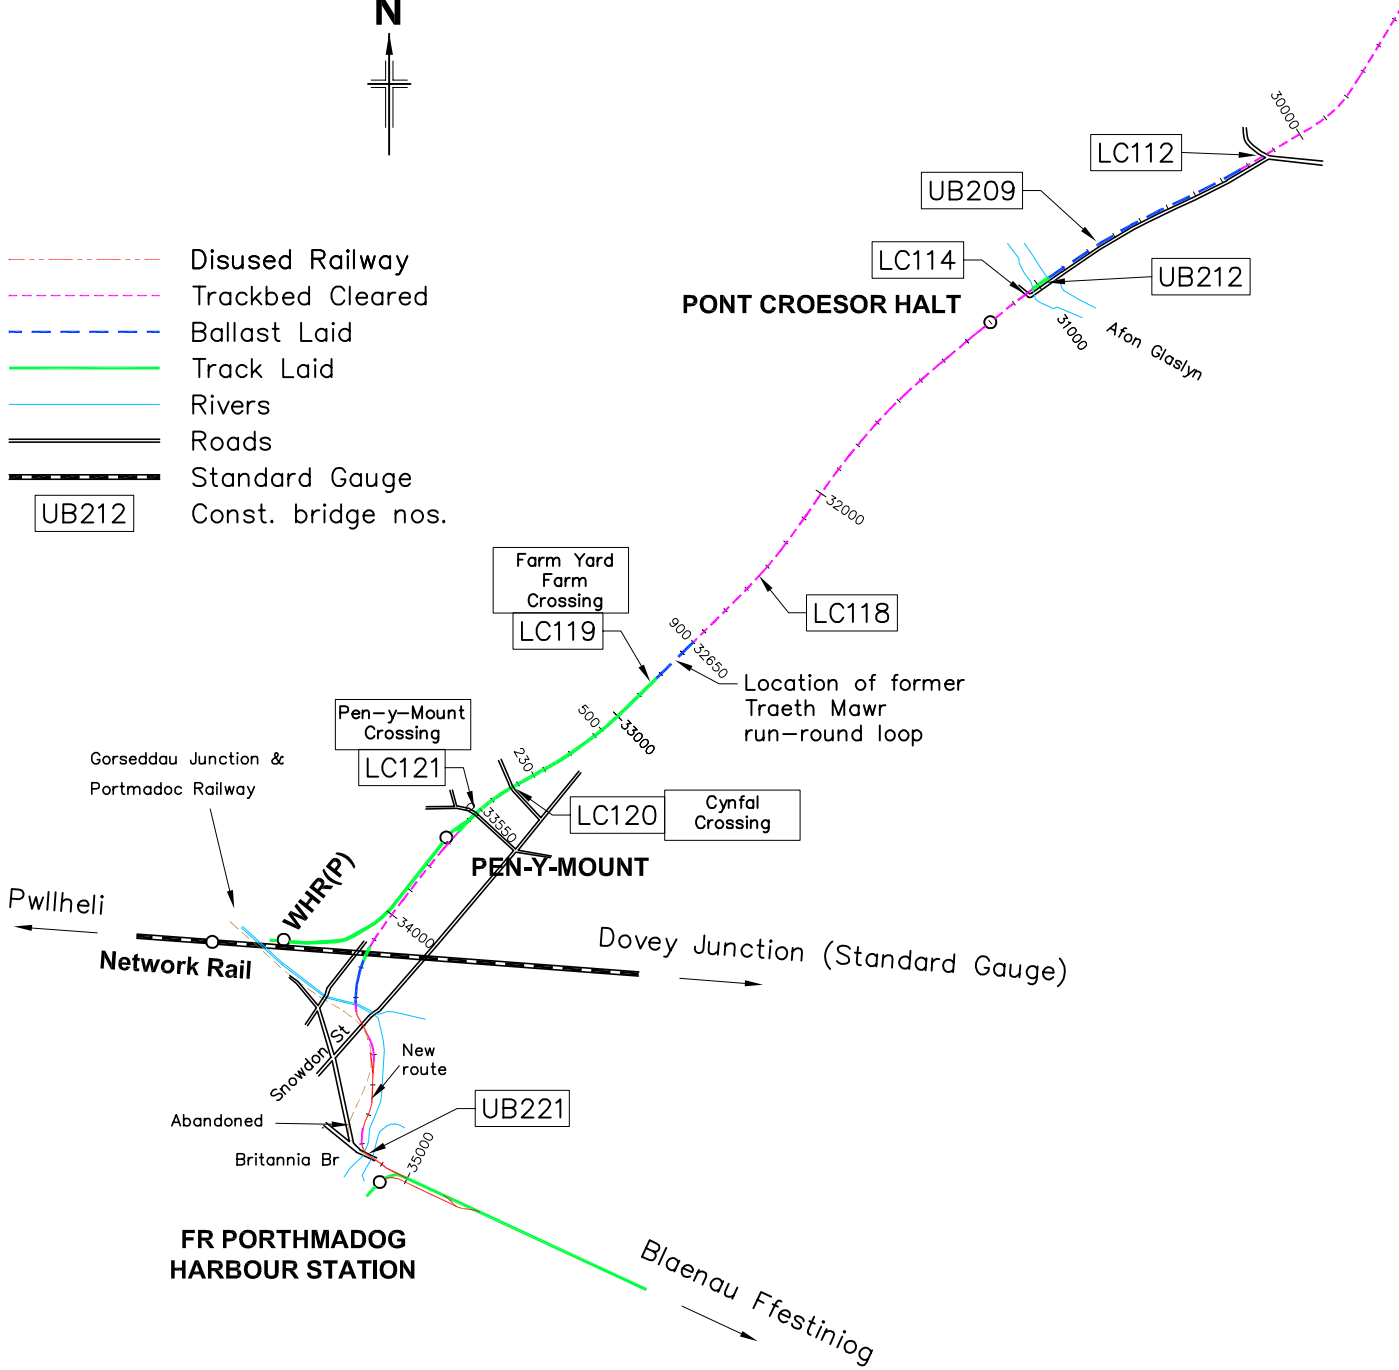 N
30000
LC112
UB209
LC114
UB212
PONT CROESOR HALT
31000
Afon Glaslyn
Disused Railway
Trackbed Cleared
Ballast Laid
Track Laid
Rivers
Roads
Standard Gauge
UB212
Const. bridge nos.
32000
Farm Yard
Farm
Crossing
LC119
LC118
900
32650
Location of former
Traeth Mawr
run-round loop
Pen-y-Mount
Crossing
LC121
500
33000
230
Gorseddau Junction &
Portmadoc Railway
LC120
Cynfal
Crossing
33550
PEN-Y-MOUNT
WHR(P)
Pwllheli
34000
Network Rail
Dovey Junction (Standard Gauge)
Snowdon St
New
route
Abandoned
UB221
Britannia Br
35000
FR PORTHMADOG
HARBOUR STATION
Blaenau Ffestiniog